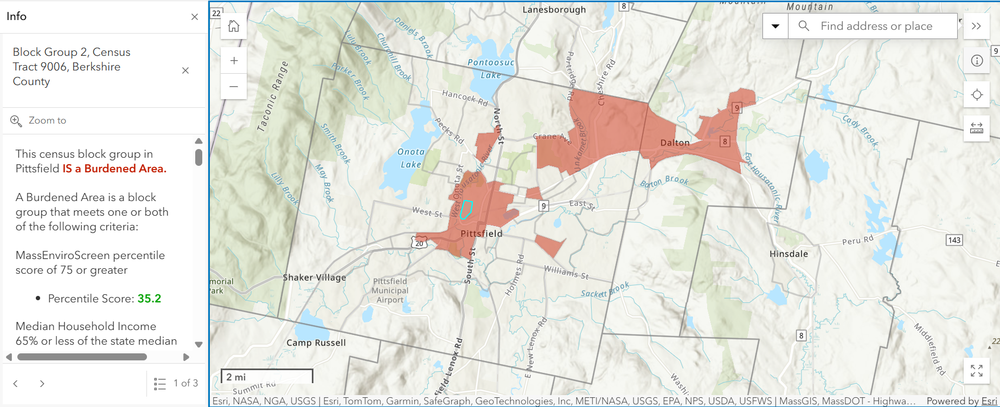 Info
Block Group 2, Census
Tract 9006, Berkshire
County
Zoom to
This census block group in
Pittsfield IS a Burdened Area.
A Burdened Area is a block
group that meets one or both
of the following criteria:
MassEnviroScreen percentile
score of 75 or greater
Percentile Score: 35.2
Median Household Income
65% or less of the state median
1 of 3
22
Lanesborough
8
Mountain
Mountain
Find address or place
9
Daniels Brook
Lulu Brook
Churchill Brook
Parker Brook
Pontoosuc
Lake
Partridge Rd
Cheshire Rd
Taconic Range
Hancock Rd
North St
9
Cady Brook
Smith Brook
Pecks Rd
Crane Ave
Unkamet Brook
Dalton
8
Onota
Lake
May Brook
Lilly Brook
West Onota St
East Housatonic River
Barton Brook
West St
9
East St
Pittsfield
20
143
Peru Rd
Hinsdale
South St
Holmes Rd
Williams St
Shaker Village
Pittsfield
Municipal
Airport
morial
Park
Sackett Brook
Camp Russell
E New Lenox Rd
8
Middlefield Rd
22
field Lenox Rd
2 mi
Summit Rd
Washi
Esri, NASA, NGA, USGS | Esri, TomTom, Garmin, SafeGraph, GeoTechnologies, Inc, METI/NASA, USGS, EPA, NPS, USDA, USFWS | MassGIS, MassDOT - Highwa... Powered by Esri